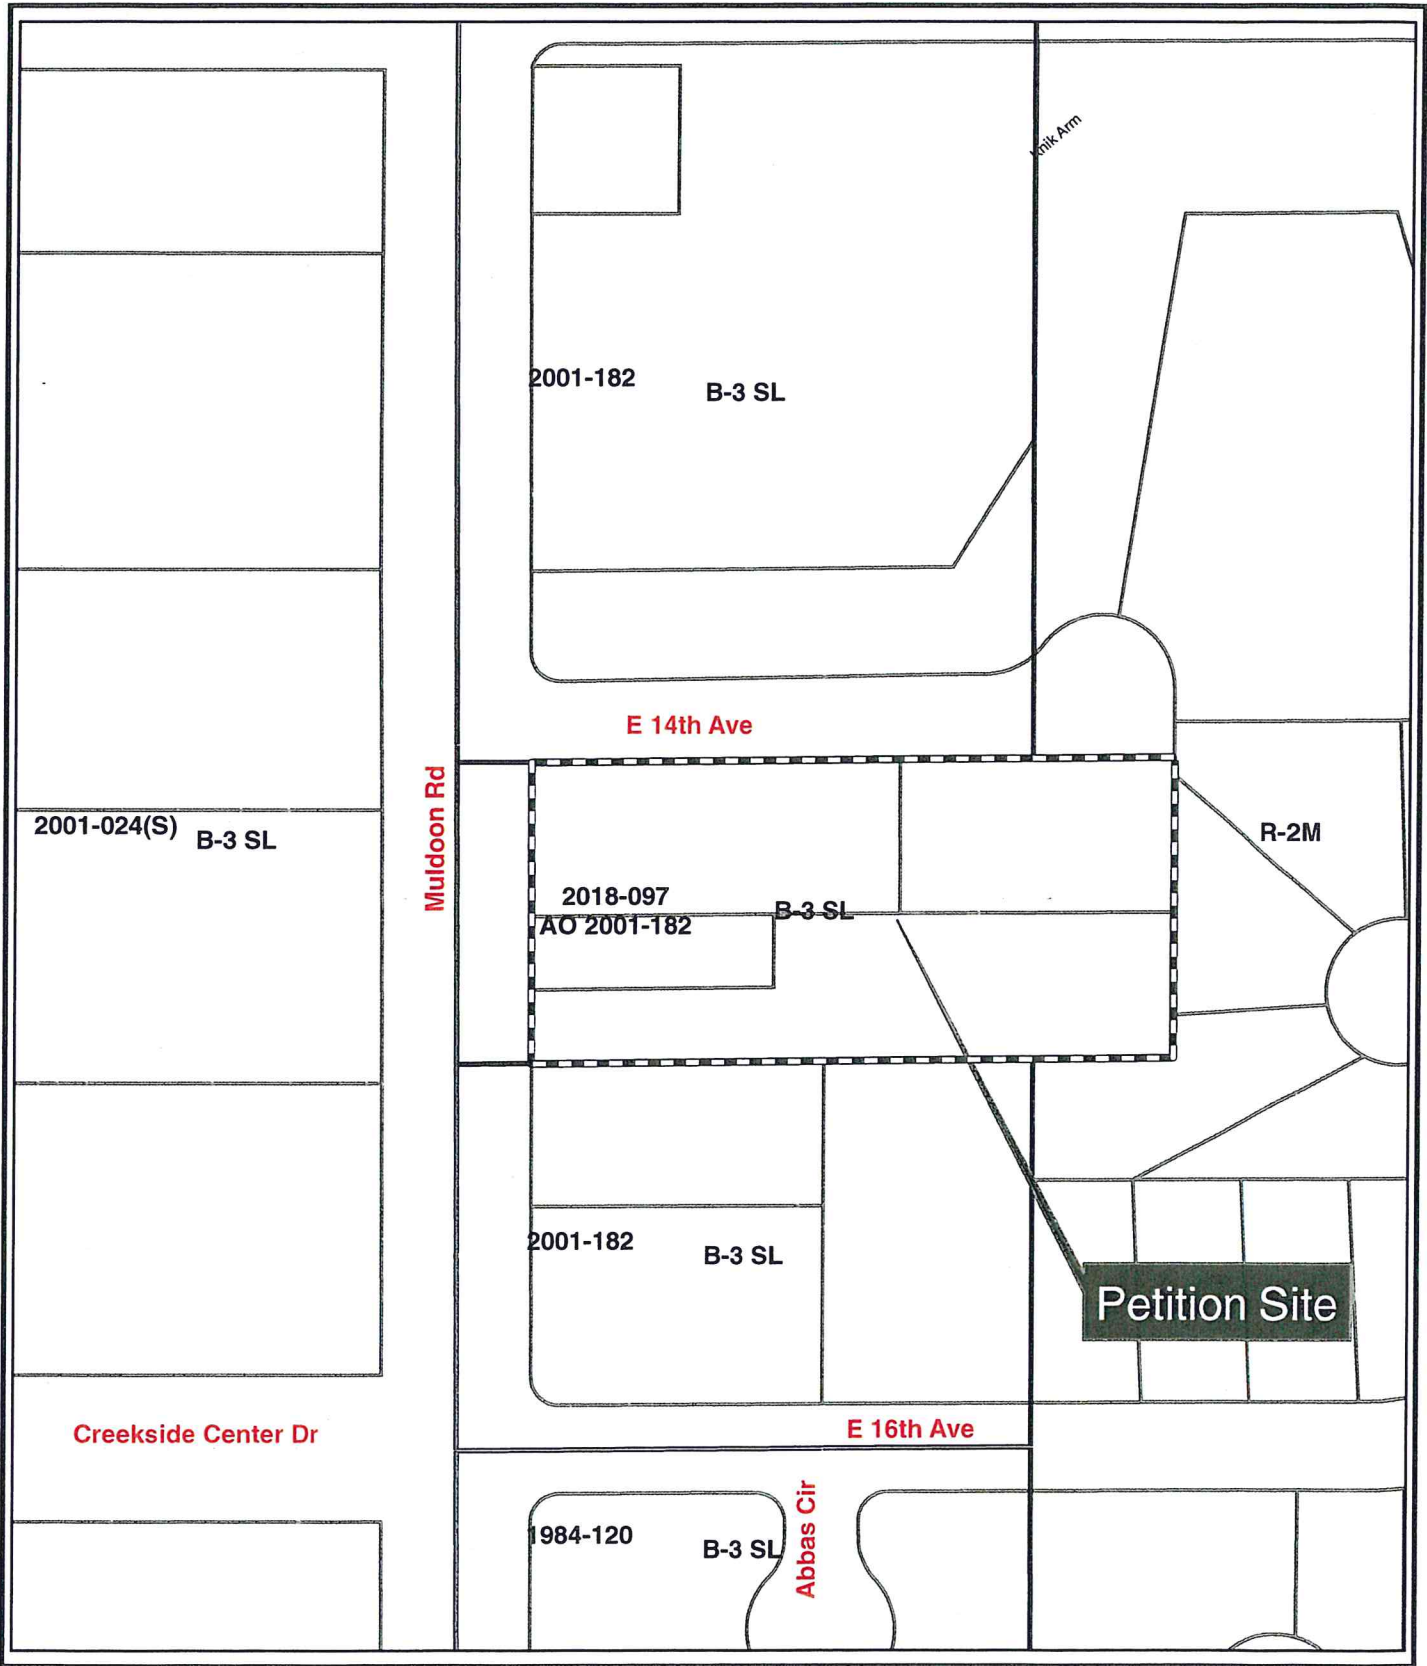 Knik Arm
2001-182
B-3 SL
E 14th Ave
Muldoon Rd
2001-024(S)
B-3 SL
R-2M
2018-097
B-3 SL
AO 2001-182
2001-182
B-3 SL
Petition Site
Creekside Center Dr
E 16th Ave
Abbas Cir
1984-120
B-3 SL